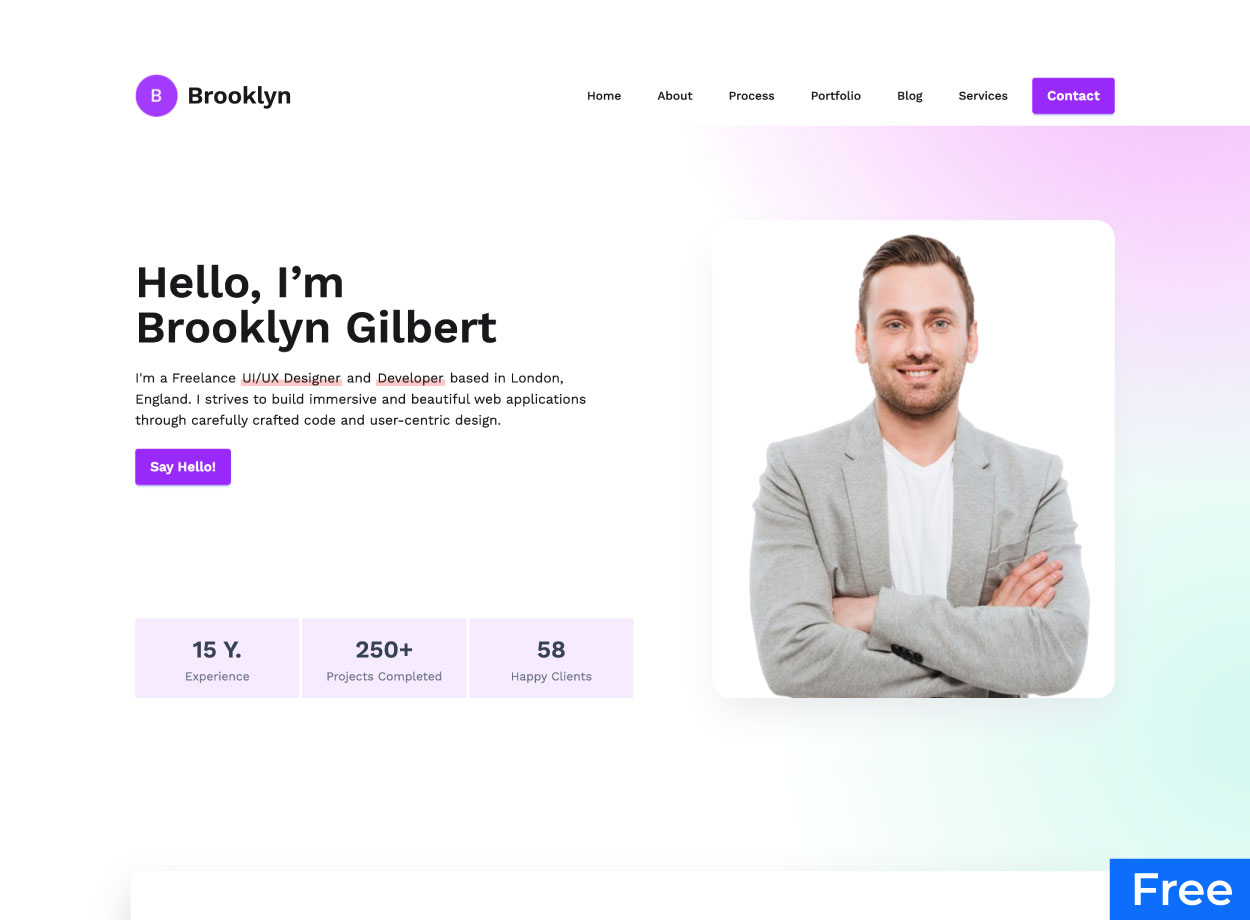 B Brooklyn
Home About Process Portfolio Blog Services Contact
Hello, I’m
Brooklyn Gilbert
I'm a Freelance UI/UX Designer and Developer based in London,
England. I strives to build immersive and beautiful web applications
through carefully crafted code and user-centric design.
Say Hello!
15 Y. 250+ 58
Experience Projects Completed Happy Clients
Free